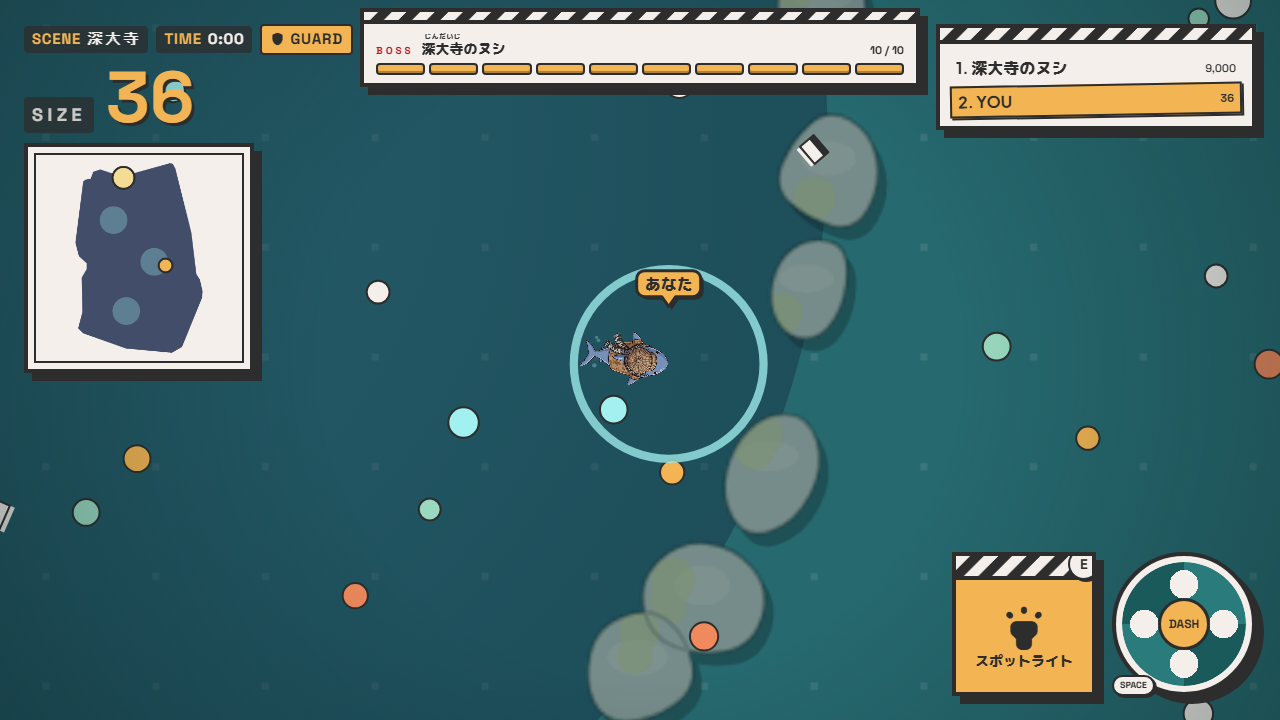 SCENE 深大寺
TIME 0:00
GUARD
SIZE 36
BOSS 深大寺のヌシ
じんだいじ
10 / 10
1. 深大寺のヌシ 9,000
2. YOU 36
あなた
E
スポットライト
DASH
SPACE